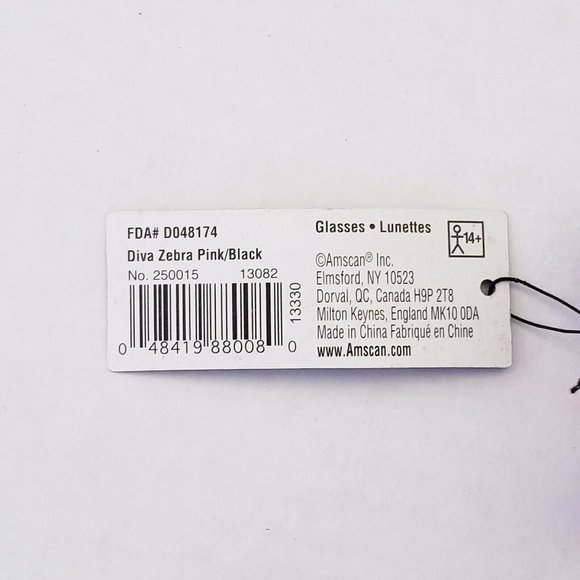 FDA# D048174
Diva Zebra Pink/Black
No. 250015 13082
13330
0 48419 88008 0
Glasses • Lunettes
14+
©Amscan® Inc.
Elmsford, NY 10523
Dorval, QC, Canada H9P 2T8
Milton Keynes, England MK10 0DA
Made in China Fabriqué en Chine
www.Amscan.com